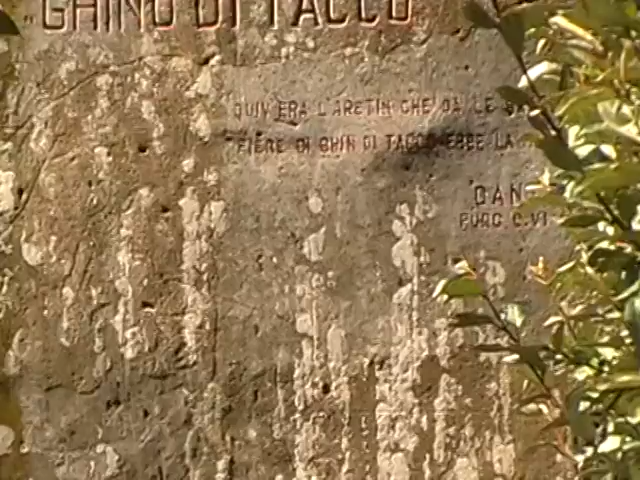 "GHINO DI TACCO
QUIV ERA L'ARETIN CHE DA LE
FIERE DI GHIN DI TACCO EBBE LA
DAN
PURG. C. VI